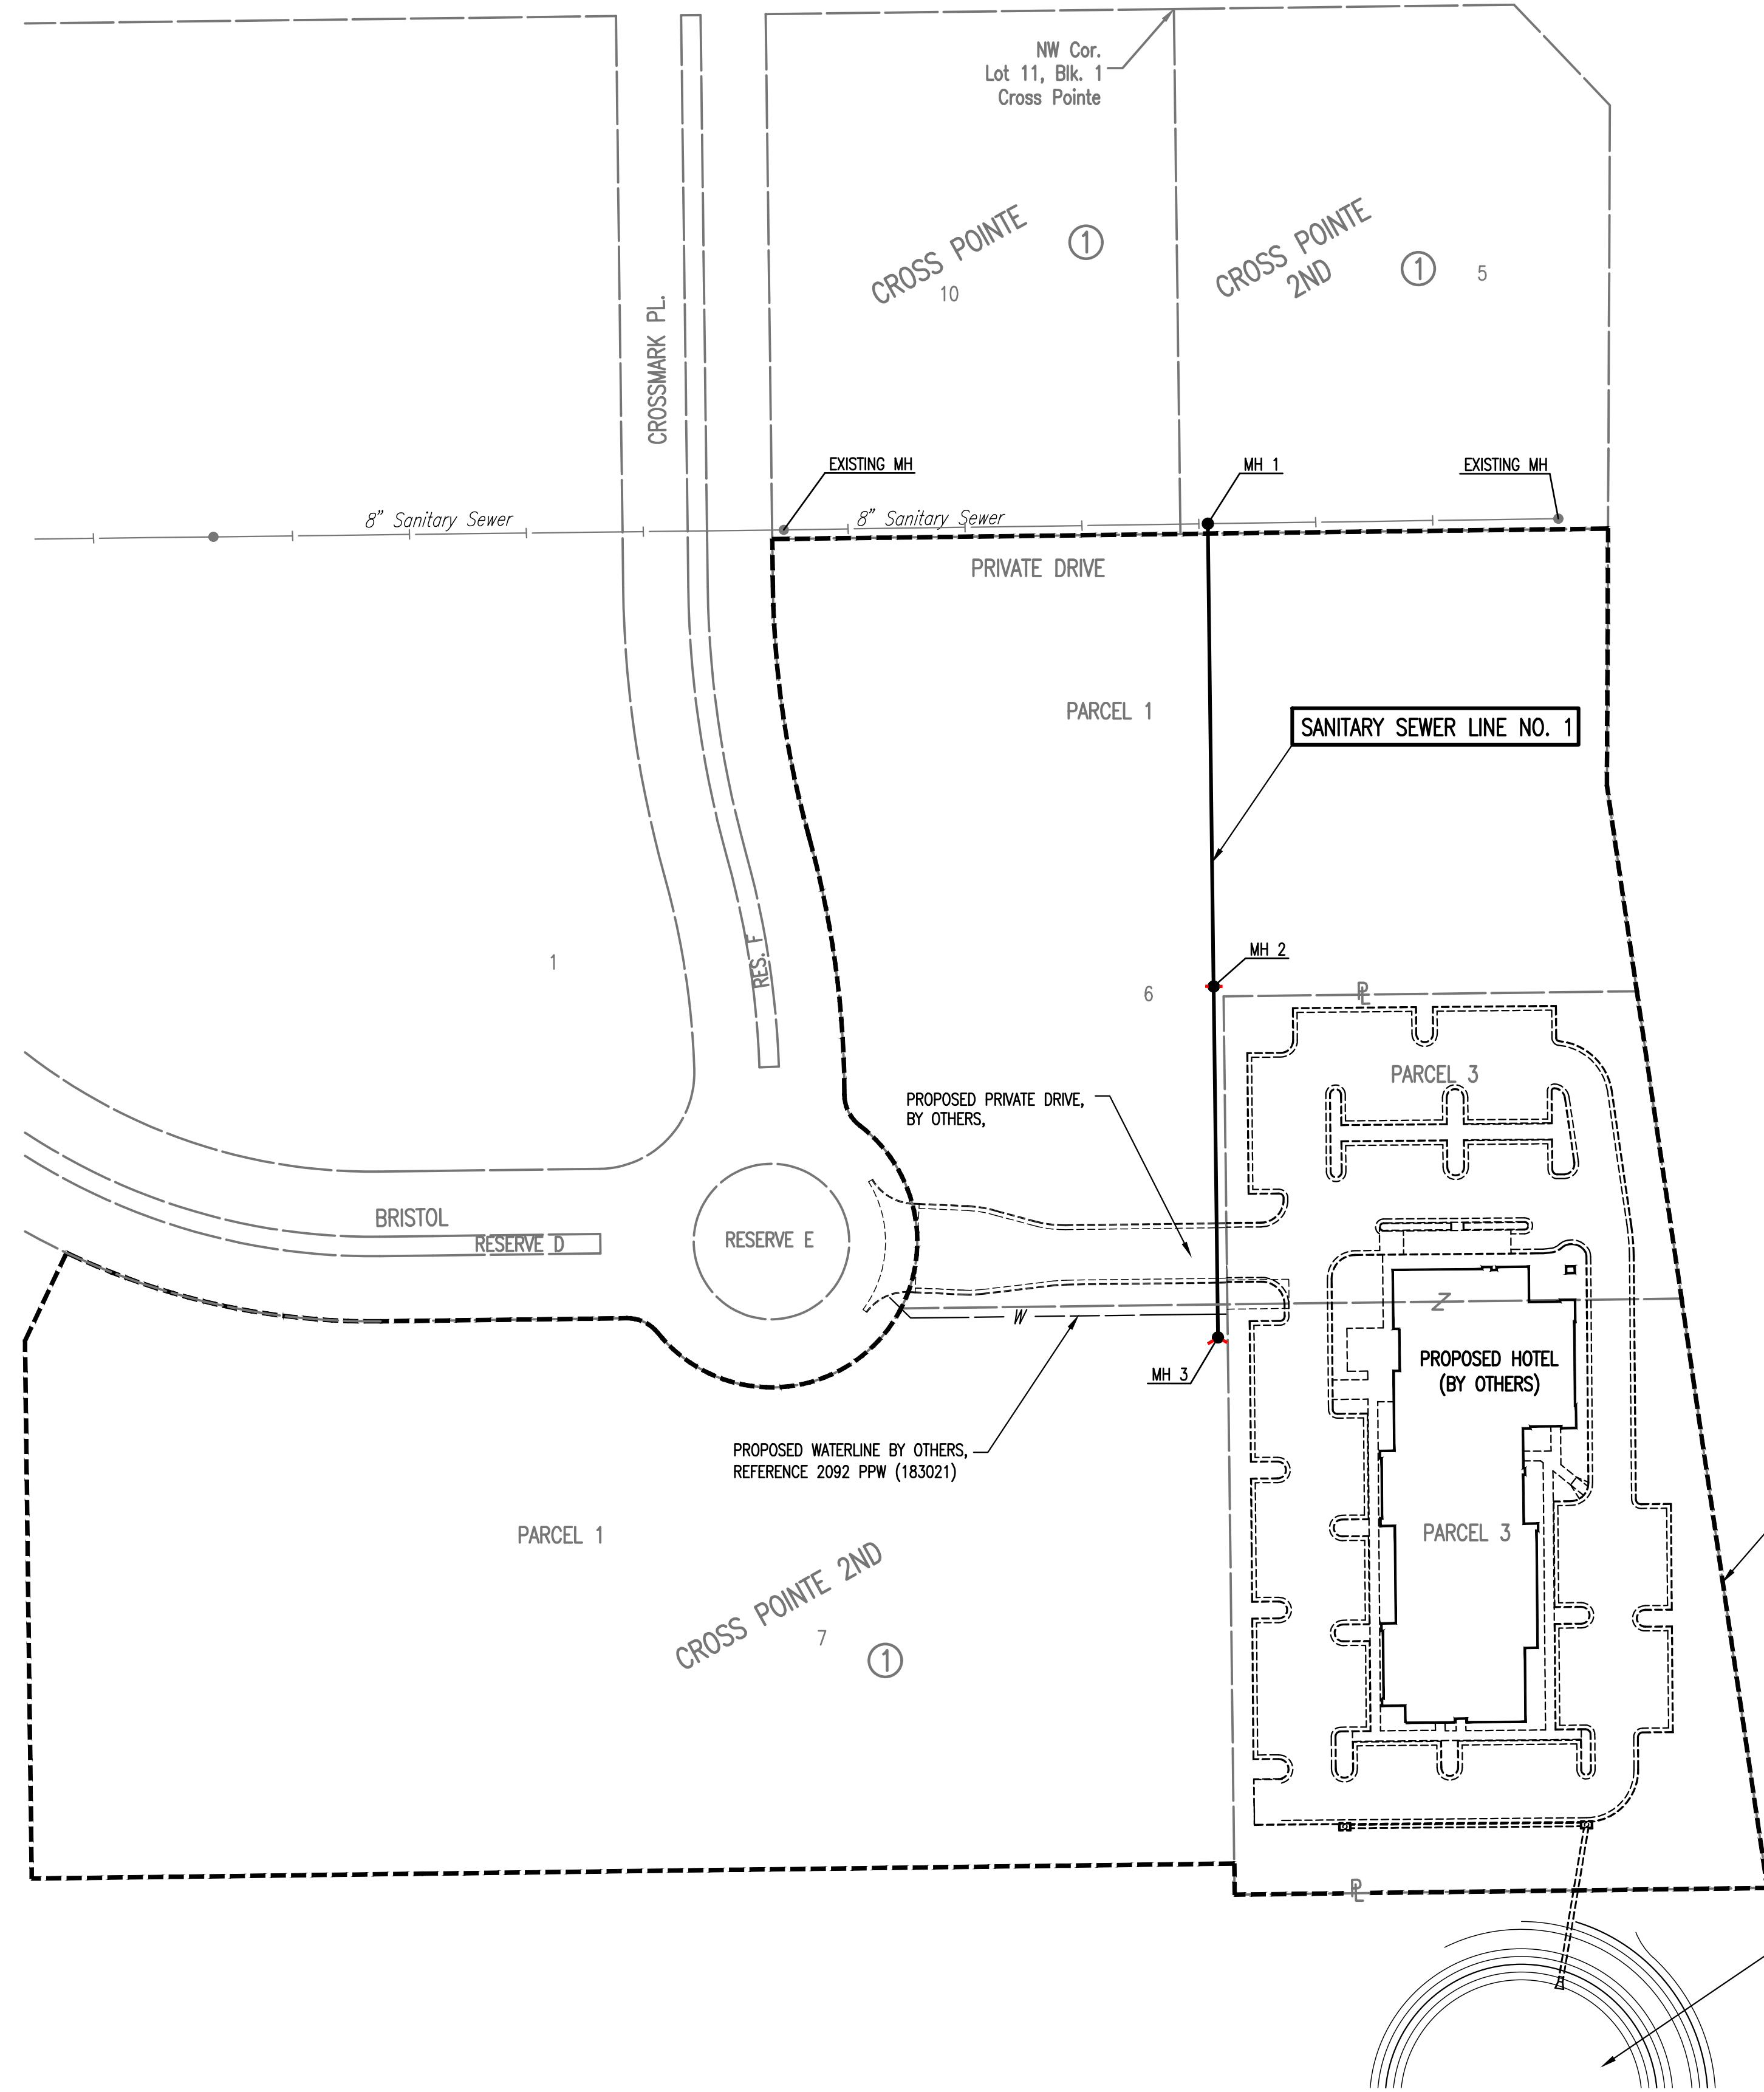 NW Cor.
Lot 11, Blk. 1
Cross Pointe
CROSS POINTE
1
10
CROSS POINTE
2ND
1
5
CROSSMARK PL.
EXISTING MH
MH 1
EXISTING MH
8" Sanitary Sewer
8" Sanitary Sewer
PRIVATE DRIVE
PARCEL 1
SANITARY SEWER LINE NO. 1
RES. F
1
MH 2
6
PL
PARCEL 3
PROPOSED PRIVATE DRIVE,
BY OTHERS,
BRISTOL
RESERVE D
RESERVE E
W
Z
MH 3
PROPOSED HOTEL
(BY OTHERS)
PROPOSED WATERLINE BY OTHERS,
REFERENCE 2092 PPW (183021)
PARCEL 1
PARCEL 3
CROSS POINTE 2ND
7
1
PL